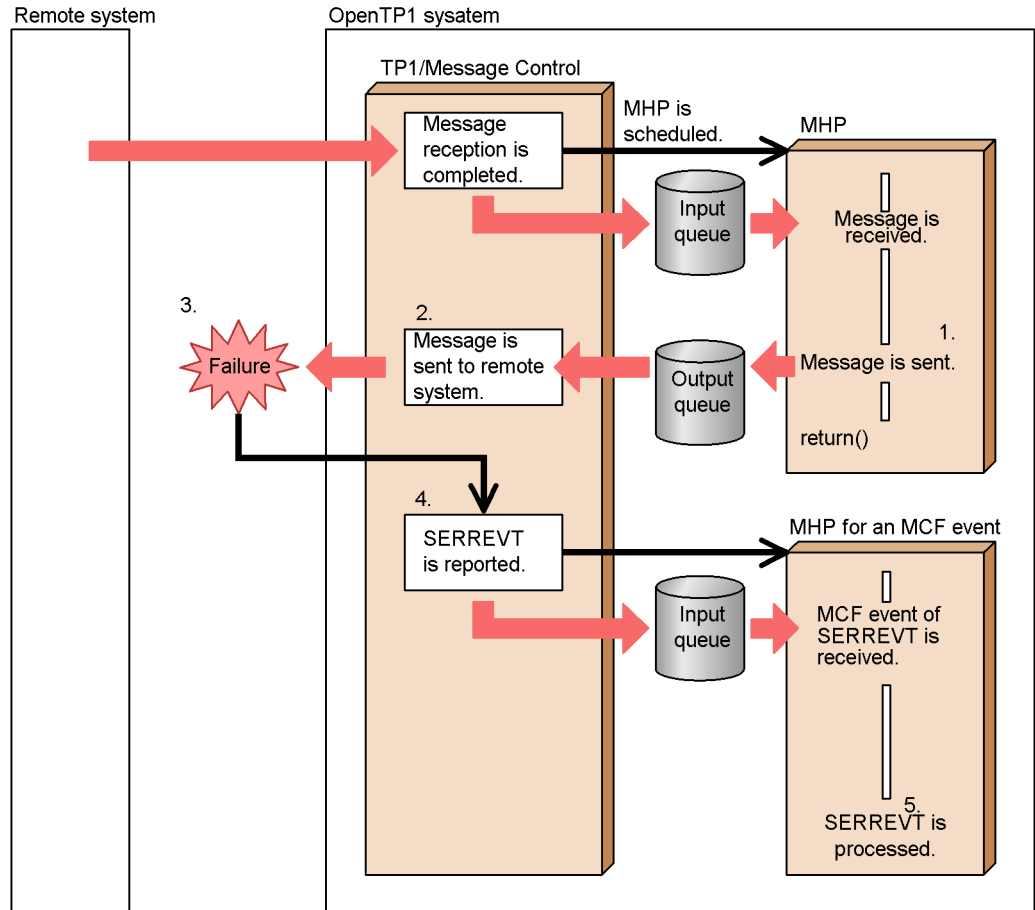 Remote system
OpenTP1 sysatem
TP1/Message Control
Message
reception is
completed.
MHP is
scheduled.
MHP
Input
queue
Message is
received.
1.
Message is sent.
return()
Output
queue
2.
Message is
sent to remote
system.
3.
Failure
4.
SERREVT
is reported.
MHP for an MCF event
Input
queue
MCF event of
SERREVT is
received.
5.
SERREVT is
processed.